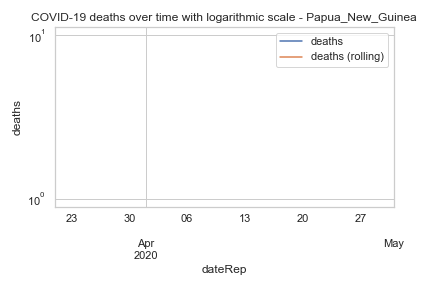 COVID-19 deaths over time with logarithmic scale - Papua_New_Guinea
deaths
deaths (rolling)
10¹
10⁰
deaths
23 30 06 13 20 27
Apr May
2020
dateRep